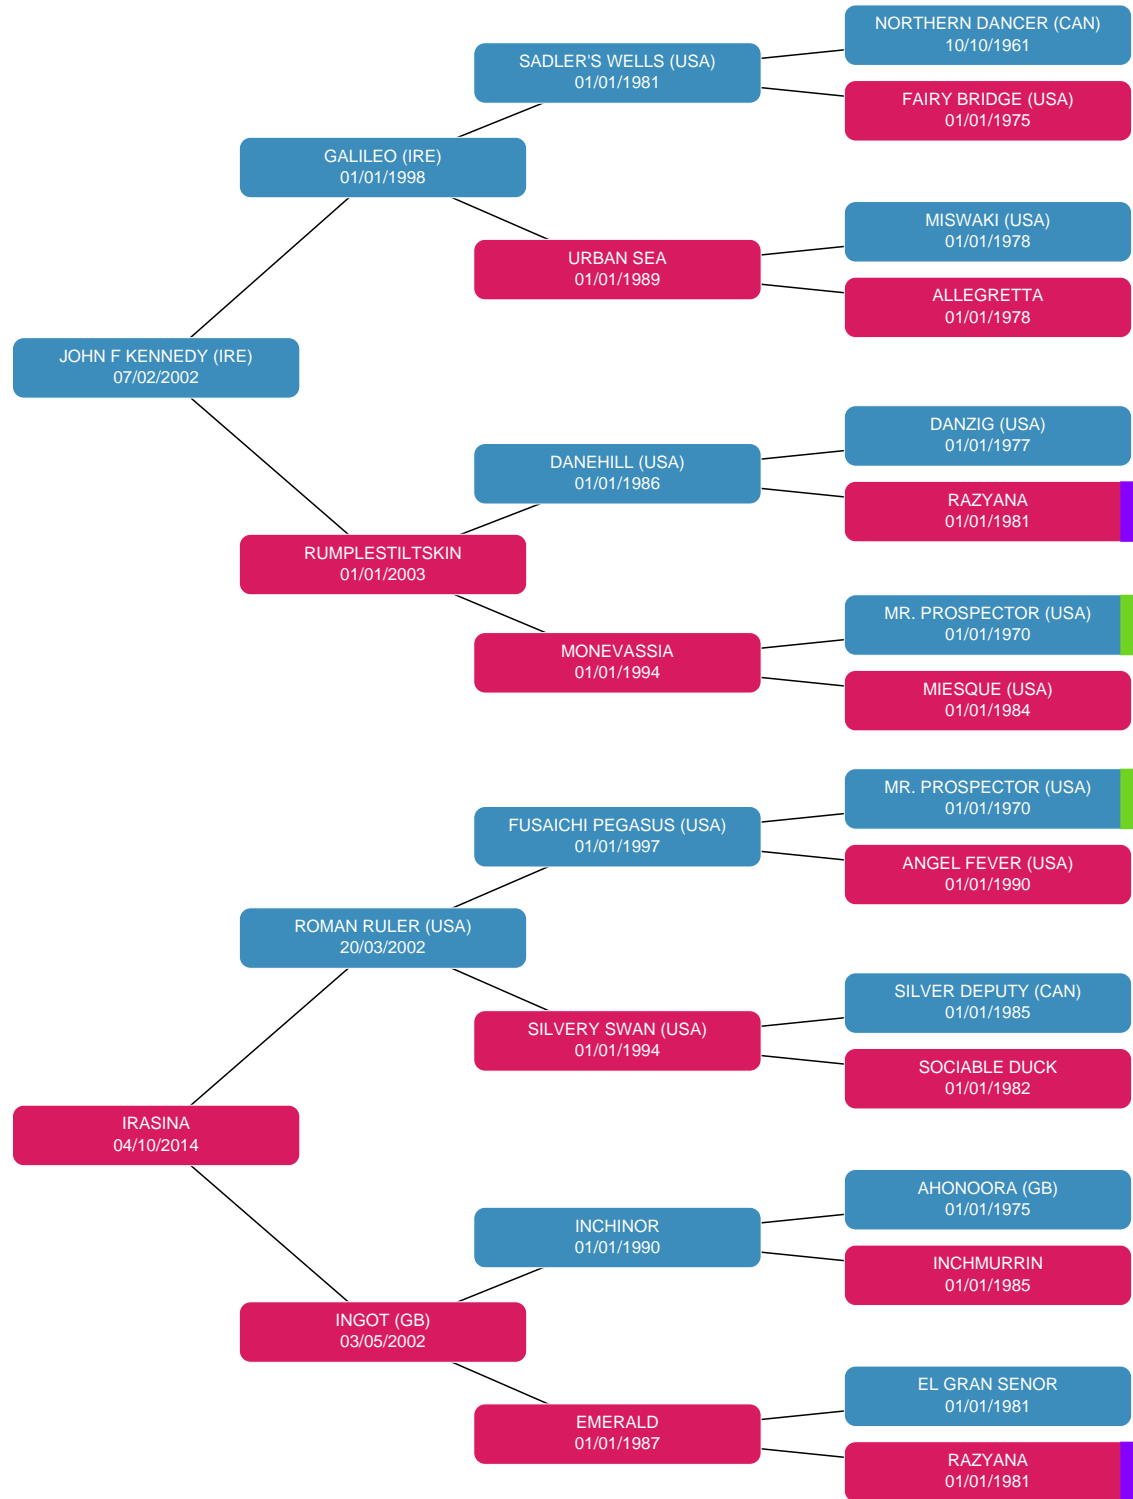 NORTHERN DANCER (CAN)
10/10/1961
SADLER'S WELLS (USA)
01/01/1981
FAIRY BRIDGE (USA)
01/01/1975
GALILEO (IRE)
01/01/1998
MISWAKI (USA)
01/01/1978
URBAN SEA
01/01/1989
ALLEGRETTA
01/01/1978
JOHN F KENNEDY (IRE)
07/02/2002
DANZIG (USA)
01/01/1977
DANEHILL (USA)
01/01/1986
RAZYANA
01/01/1981
RUMPLESTILTSKIN
01/01/2003
MR. PROSPECTOR (USA)
01/01/1970
MONEVASSIA
01/01/1994
MIESQUE (USA)
01/01/1984
MR. PROSPECTOR (USA)
01/01/1970
FUSAICHI PEGASUS (USA)
01/01/1997
ANGEL FEVER (USA)
01/01/1990
ROMAN RULER (USA)
20/03/2002
SILVER DEPUTY (CAN)
01/01/1985
SILVERY SWAN (USA)
01/01/1994
SOCIABLE DUCK
01/01/1982
IRASINA
04/10/2014
AHONOORA (GB)
01/01/1975
INCHINOR
01/01/1990
INCHMURRIN
01/01/1985
INGOT (GB)
03/05/2002
EL GRAN SENOR
01/01/1981
EMERALD
01/01/1987
RAZYANA
01/01/1981